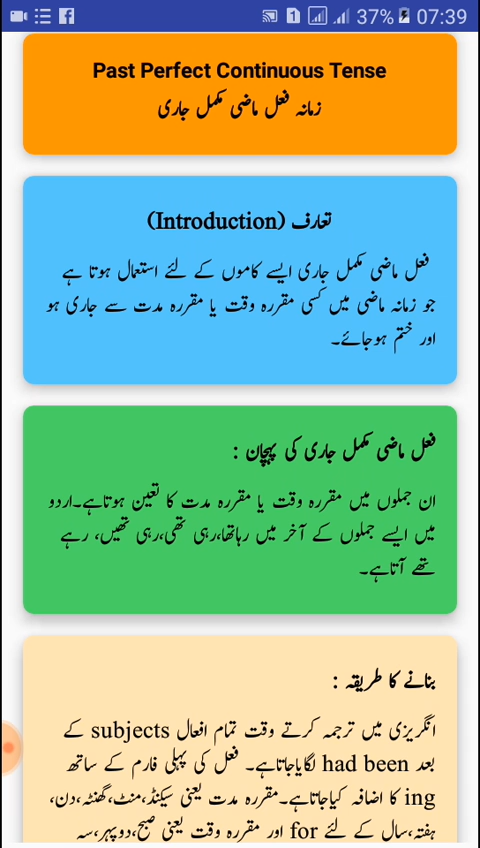 37% 07:39
Past Perfect Continuous Tense
زمانہ فعل ماضی مکمل جاری
تعارف (Introduction)
فعل ماضی مکمل جاری ایسے کاموں کے لئے استعمال ہوتا ہے
جو زمانہ ماضی میں کسی مقررہ وقت یا مقررہ مدت سے جاری ہو
اور ختم ہوجائے۔
فعل ماضی مکمل جاری کی پہچان :
ان جملوں میں مقررہ وقت یا مقررہ مدت کا تعین ہوتاہے۔اردو
میں ایسے جملوں کے آخر میں رہاتھا،رہی تھی،رہی تھیں، رہے
تھے آتاہے۔
بنانے کا طریقہ :
انگریزی میں ترجمہ کرتے وقت تمام افعال subjects کے
بعد had been لگایاجاتاہے۔ فعل کی پہلی فارم کے ساتھ
ing کا اضافہ کیاجاتاہے۔مقررہ مدت یعنی سیکنڈ،منٹ،گھنٹہ،دن،
ہفتہ،سال کے لئے for اور مقررہ وقت یعنی صبح،دوپہر،سہ